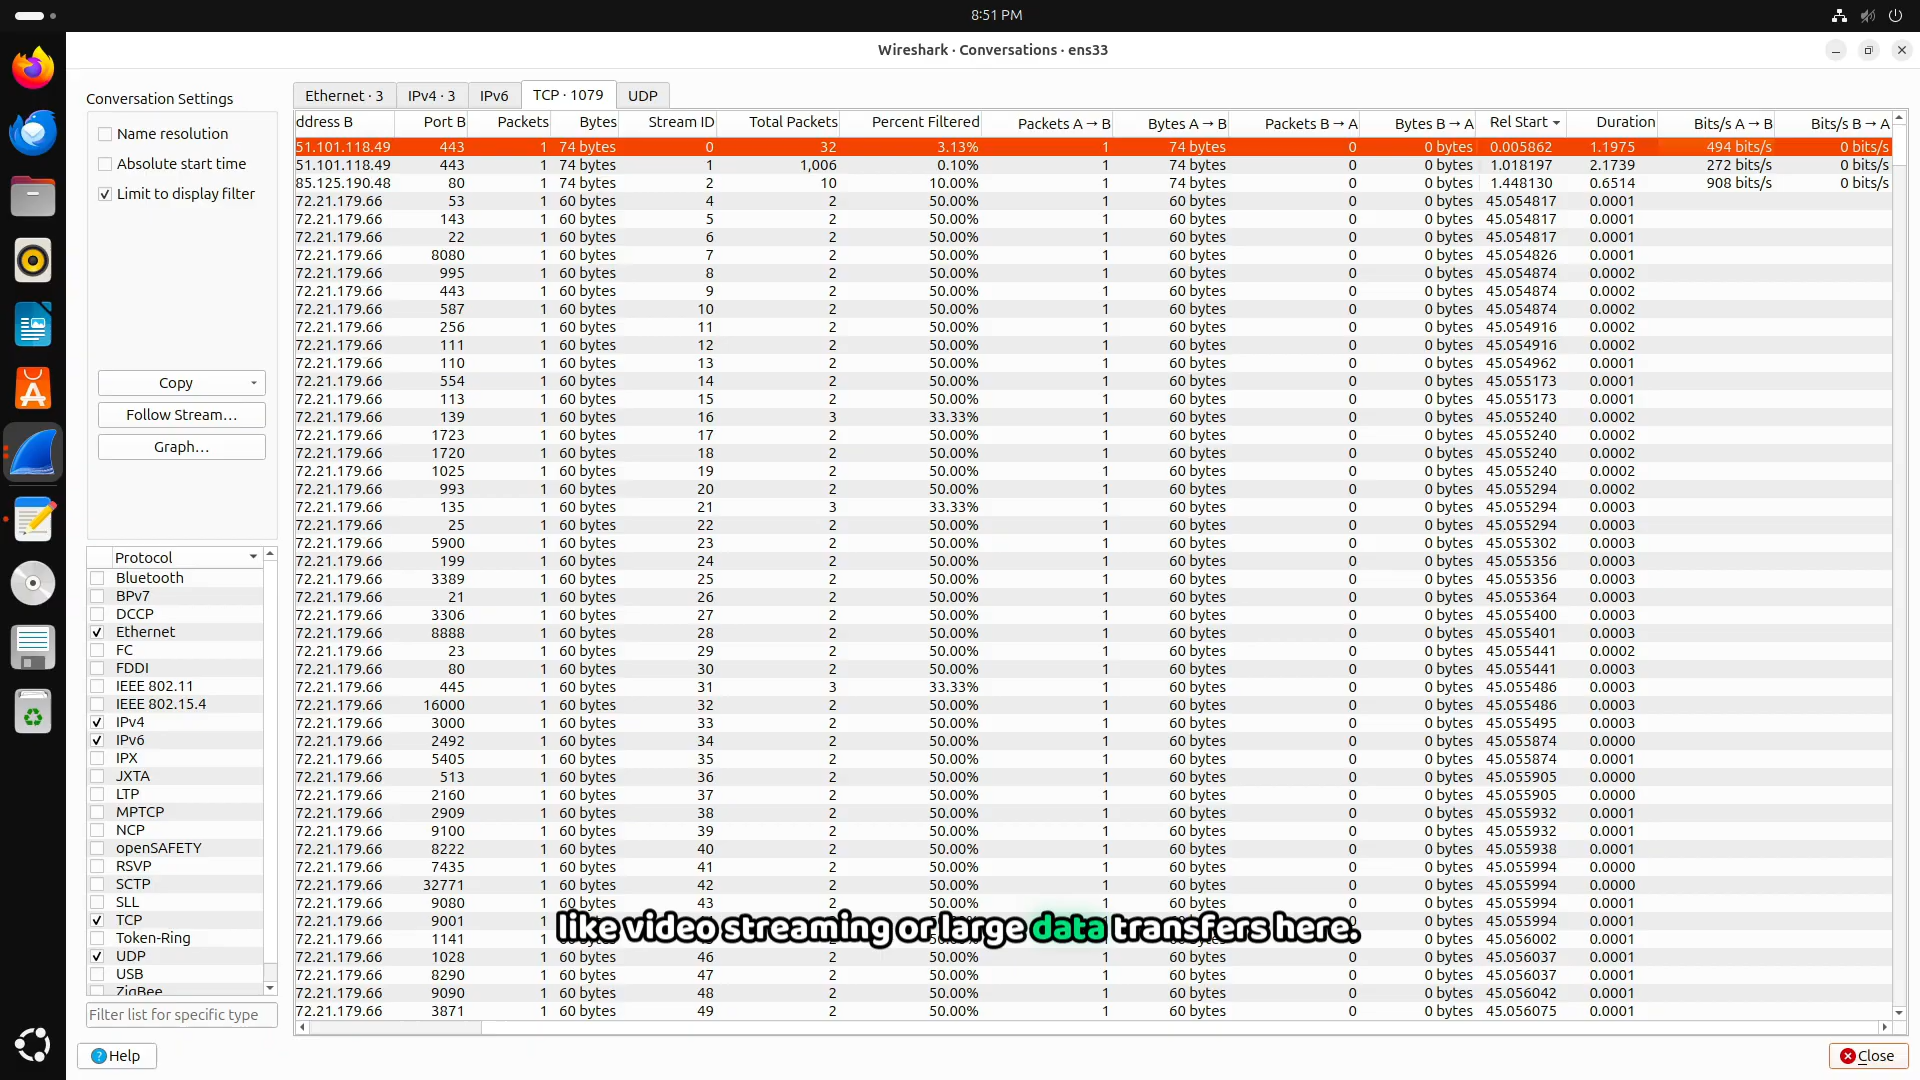 8:51 PM
Wireshark · Conversations · ens33
Conversation Settings
Name resolution
Absolute start time
Limit to display filter
Copy
Follow Stream…
Graph…
Protocol
Bluetooth
BPv7
DCCP
Ethernet
FC
FDDI
IEEE 802.11
IEEE 802.15.4
IPv4
IPv6
IPX
JXTA
LTP
MPTCP
NCP
openSAFETY
RSVP
SCTP
SLL
TCP
Token-Ring
UDP
USB
ZigBee
Filter list for specific type
Help
Ethernet · 3 IPv4 · 3 IPv6 TCP · 1079 UDP
ddress B Port B Packets Bytes Stream ID Total Packets Percent Filtered Packets A → B Bytes A → B Packets B → A Bytes B → A Rel Start Duration Bits/s A → B Bits/s B → A
51.101.118.49 443 1 74 bytes 0 32 3.13% 1 74 bytes 0 0 bytes 0.005862 1.1975 494 bits/s 0 bits/s
51.101.118.49 443 1 74 bytes 1 1,006 0.10% 1 74 bytes 0 0 bytes 1.018197 2.1739 272 bits/s 0 bits/s
85.125.190.48 80 1 74 bytes 2 10 10.00% 1 74 bytes 0 0 bytes 1.448130 0.6514 908 bits/s 0 bits/s
72.21.179.66 53 1 60 bytes 4 2 50.00% 1 60 bytes 0 0 bytes 45.054817 0.0001
72.21.179.66 143 1 60 bytes 5 2 50.00% 1 60 bytes 0 0 bytes 45.054817 0.0001
72.21.179.66 22 1 60 bytes 6 2 50.00% 1 60 bytes 0 0 bytes 45.054817 0.0001
72.21.179.66 8080 1 60 bytes 7 2 50.00% 1 60 bytes 0 0 bytes 45.054826 0.0001
72.21.179.66 995 1 60 bytes 8 2 50.00% 1 60 bytes 0 0 bytes 45.054874 0.0002
72.21.179.66 443 1 60 bytes 9 2 50.00% 1 60 bytes 0 0 bytes 45.054874 0.0002
72.21.179.66 587 1 60 bytes 10 2 50.00% 1 60 bytes 0 0 bytes 45.054874 0.0002
72.21.179.66 256 1 60 bytes 11 2 50.00% 1 60 bytes 0 0 bytes 45.054916 0.0002
72.21.179.66 111 1 60 bytes 12 2 50.00% 1 60 bytes 0 0 bytes 45.054916 0.0002
72.21.179.66 110 1 60 bytes 13 2 50.00% 1 60 bytes 0 0 bytes 45.054962 0.0001
72.21.179.66 554 1 60 bytes 14 2 50.00% 1 60 bytes 0 0 bytes 45.055173 0.0001
72.21.179.66 113 1 60 bytes 15 2 50.00% 1 60 bytes 0 0 bytes 45.055173 0.0001
72.21.179.66 139 1 60 bytes 16 3 33.33% 1 60 bytes 0 0 bytes 45.055240 0.0002
72.21.179.66 1723 1 60 bytes 17 2 50.00% 1 60 bytes 0 0 bytes 45.055240 0.0002
72.21.179.66 1720 1 60 bytes 18 2 50.00% 1 60 bytes 0 0 bytes 45.055240 0.0002
72.21.179.66 1025 1 60 bytes 19 2 50.00% 1 60 bytes 0 0 bytes 45.055240 0.0002
72.21.179.66 993 1 60 bytes 20 2 50.00% 1 60 bytes 0 0 bytes 45.055294 0.0002
72.21.179.66 135 1 60 bytes 21 3 33.33% 1 60 bytes 0 0 bytes 45.055294 0.0003
72.21.179.66 25 1 60 bytes 22 2 50.00% 1 60 bytes 0 0 bytes 45.055294 0.0003
72.21.179.66 5900 1 60 bytes 23 2 50.00% 1 60 bytes 0 0 bytes 45.055302 0.0003
72.21.179.66 199 1 60 bytes 24 2 50.00% 1 60 bytes 0 0 bytes 45.055356 0.0003
72.21.179.66 3389 1 60 bytes 25 2 50.00% 1 60 bytes 0 0 bytes 45.055356 0.0003
72.21.179.66 21 1 60 bytes 26 2 50.00% 1 60 bytes 0 0 bytes 45.055364 0.0003
72.21.179.66 3306 1 60 bytes 27 2 50.00% 1 60 bytes 0 0 bytes 45.055400 0.0003
72.21.179.66 8888 1 60 bytes 28 2 50.00% 1 60 bytes 0 0 bytes 45.055401 0.0003
72.21.179.66 23 1 60 bytes 29 2 50.00% 1 60 bytes 0 0 bytes 45.055441 0.0002
72.21.179.66 80 1 60 bytes 30 2 50.00% 1 60 bytes 0 0 bytes 45.055441 0.0003
72.21.179.66 445 1 60 bytes 31 3 33.33% 1 60 bytes 0 0 bytes 45.055486 0.0003
72.21.179.66 16000 1 60 bytes 32 2 50.00% 1 60 bytes 0 0 bytes 45.055486 0.0003
72.21.179.66 3000 1 60 bytes 33 2 50.00% 1 60 bytes 0 0 bytes 45.055495 0.0003
72.21.179.66 2492 1 60 bytes 34 2 50.00% 1 60 bytes 0 0 bytes 45.055874 0.0000
72.21.179.66 5405 1 60 bytes 35 2 50.00% 1 60 bytes 0 0 bytes 45.055874 0.0001
72.21.179.66 513 1 60 bytes 36 2 50.00% 1 60 bytes 0 0 bytes 45.055905 0.0000
72.21.179.66 2160 1 60 bytes 37 2 50.00% 1 60 bytes 0 0 bytes 45.055905 0.0000
72.21.179.66 2909 1 60 bytes 38 2 50.00% 1 60 bytes 0 0 bytes 45.055932 0.0001
72.21.179.66 9100 1 60 bytes 39 2 50.00% 1 60 bytes 0 0 bytes 45.055932 0.0001
72.21.179.66 8222 1 60 bytes 40 2 50.00% 1 60 bytes 0 0 bytes 45.055938 0.0001
72.21.179.66 7435 1 60 bytes 41 2 50.00% 1 60 bytes 0 0 bytes 45.055994 0.0000
72.21.179.66 32771 1 60 bytes 42 2 50.00% 1 60 bytes 0 0 bytes 45.055994 0.0000
72.21.179.66 9080 1 60 bytes 43 2 50.00% 1 60 bytes 0 0 bytes 45.055994 0.0001
72.21.179.66 9001 45.055994 0.0001
72.21.179.66 1141 45.056002 0.0001
like video streaming or large data transfers here.
72.21.179.66 1028 1 60 bytes 46 2 50.00% 1 60 bytes 0 0 bytes 45.056037 0.0001
72.21.179.66 8290 1 60 bytes 47 2 50.00% 1 60 bytes 0 0 bytes 45.056037 0.0001
72.21.179.66 9090 1 60 bytes 48 2 50.00% 1 60 bytes 0 0 bytes 45.056042 0.0001
72.21.179.66 3871 1 60 bytes 49 2 50.00% 1 60 bytes 0 0 bytes 45.056075 0.0001
Close